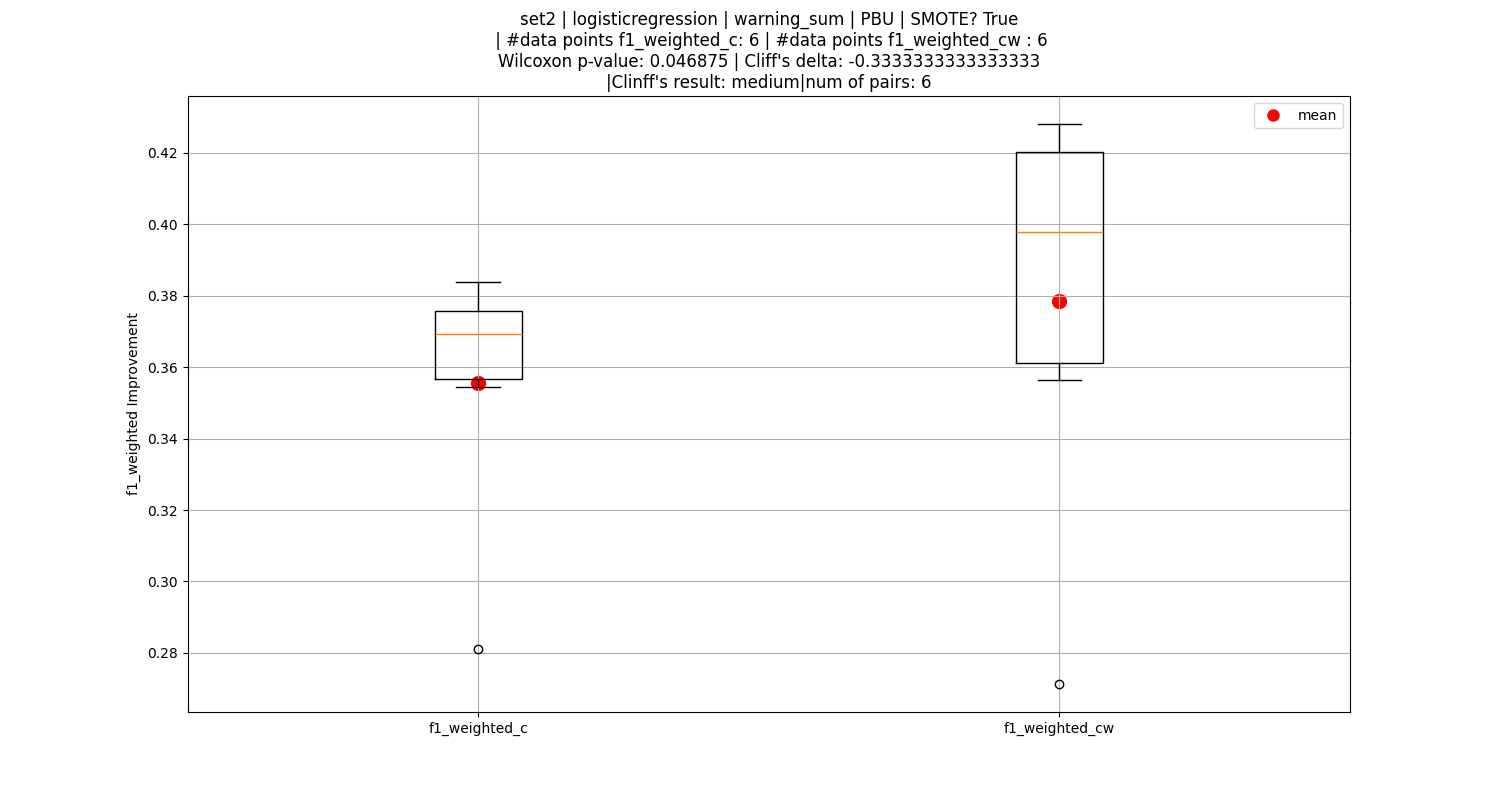 set2 | logisticregression | warning_sum | PBU | SMOTE? True
| #data points f1_weighted_c: 6 | #data points f1_weighted_cw : 6
Wilcoxon p-value: 0.046875 | Cliff's delta: -0.3333333333333333
|Clinff's result: medium|num of pairs: 6
mean
0.42
0.40
0.38
0.36
0.34
0.32
0.30
0.28
f1_weighted Improvement
f1_weighted_c
f1_weighted_cw